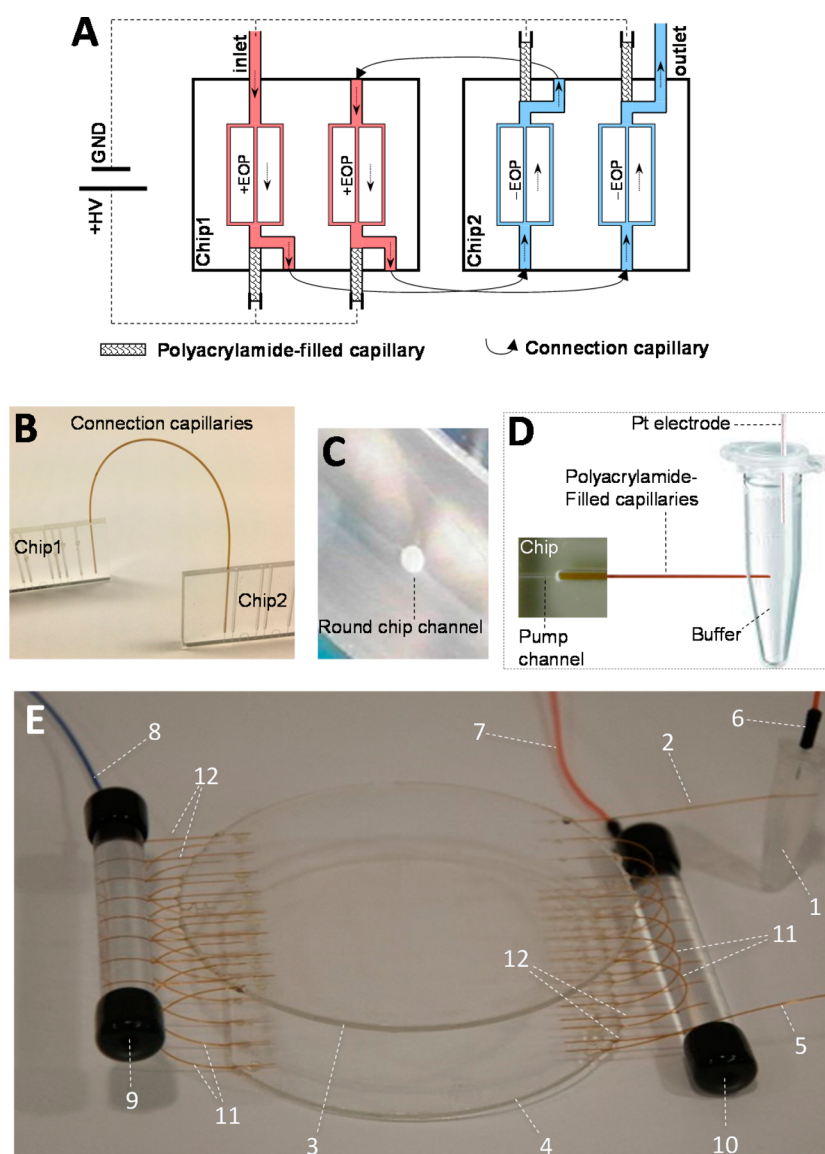 A
inlet
outlet
GND
+HV
+EOP
+EOP
−EOP
−EOP
Chip1
Chip2
Polyacrylamide-filled capillary
Connection capillary
B
Connection capillaries
Chip1
Chip2
C
Round chip channel
D
Pt electrode
Polyacrylamide-
Filled capillaries
Chip
Pump
channel
Buffer
E
8
12
7
2
6
1
11
12
5
9
11
3
4
10